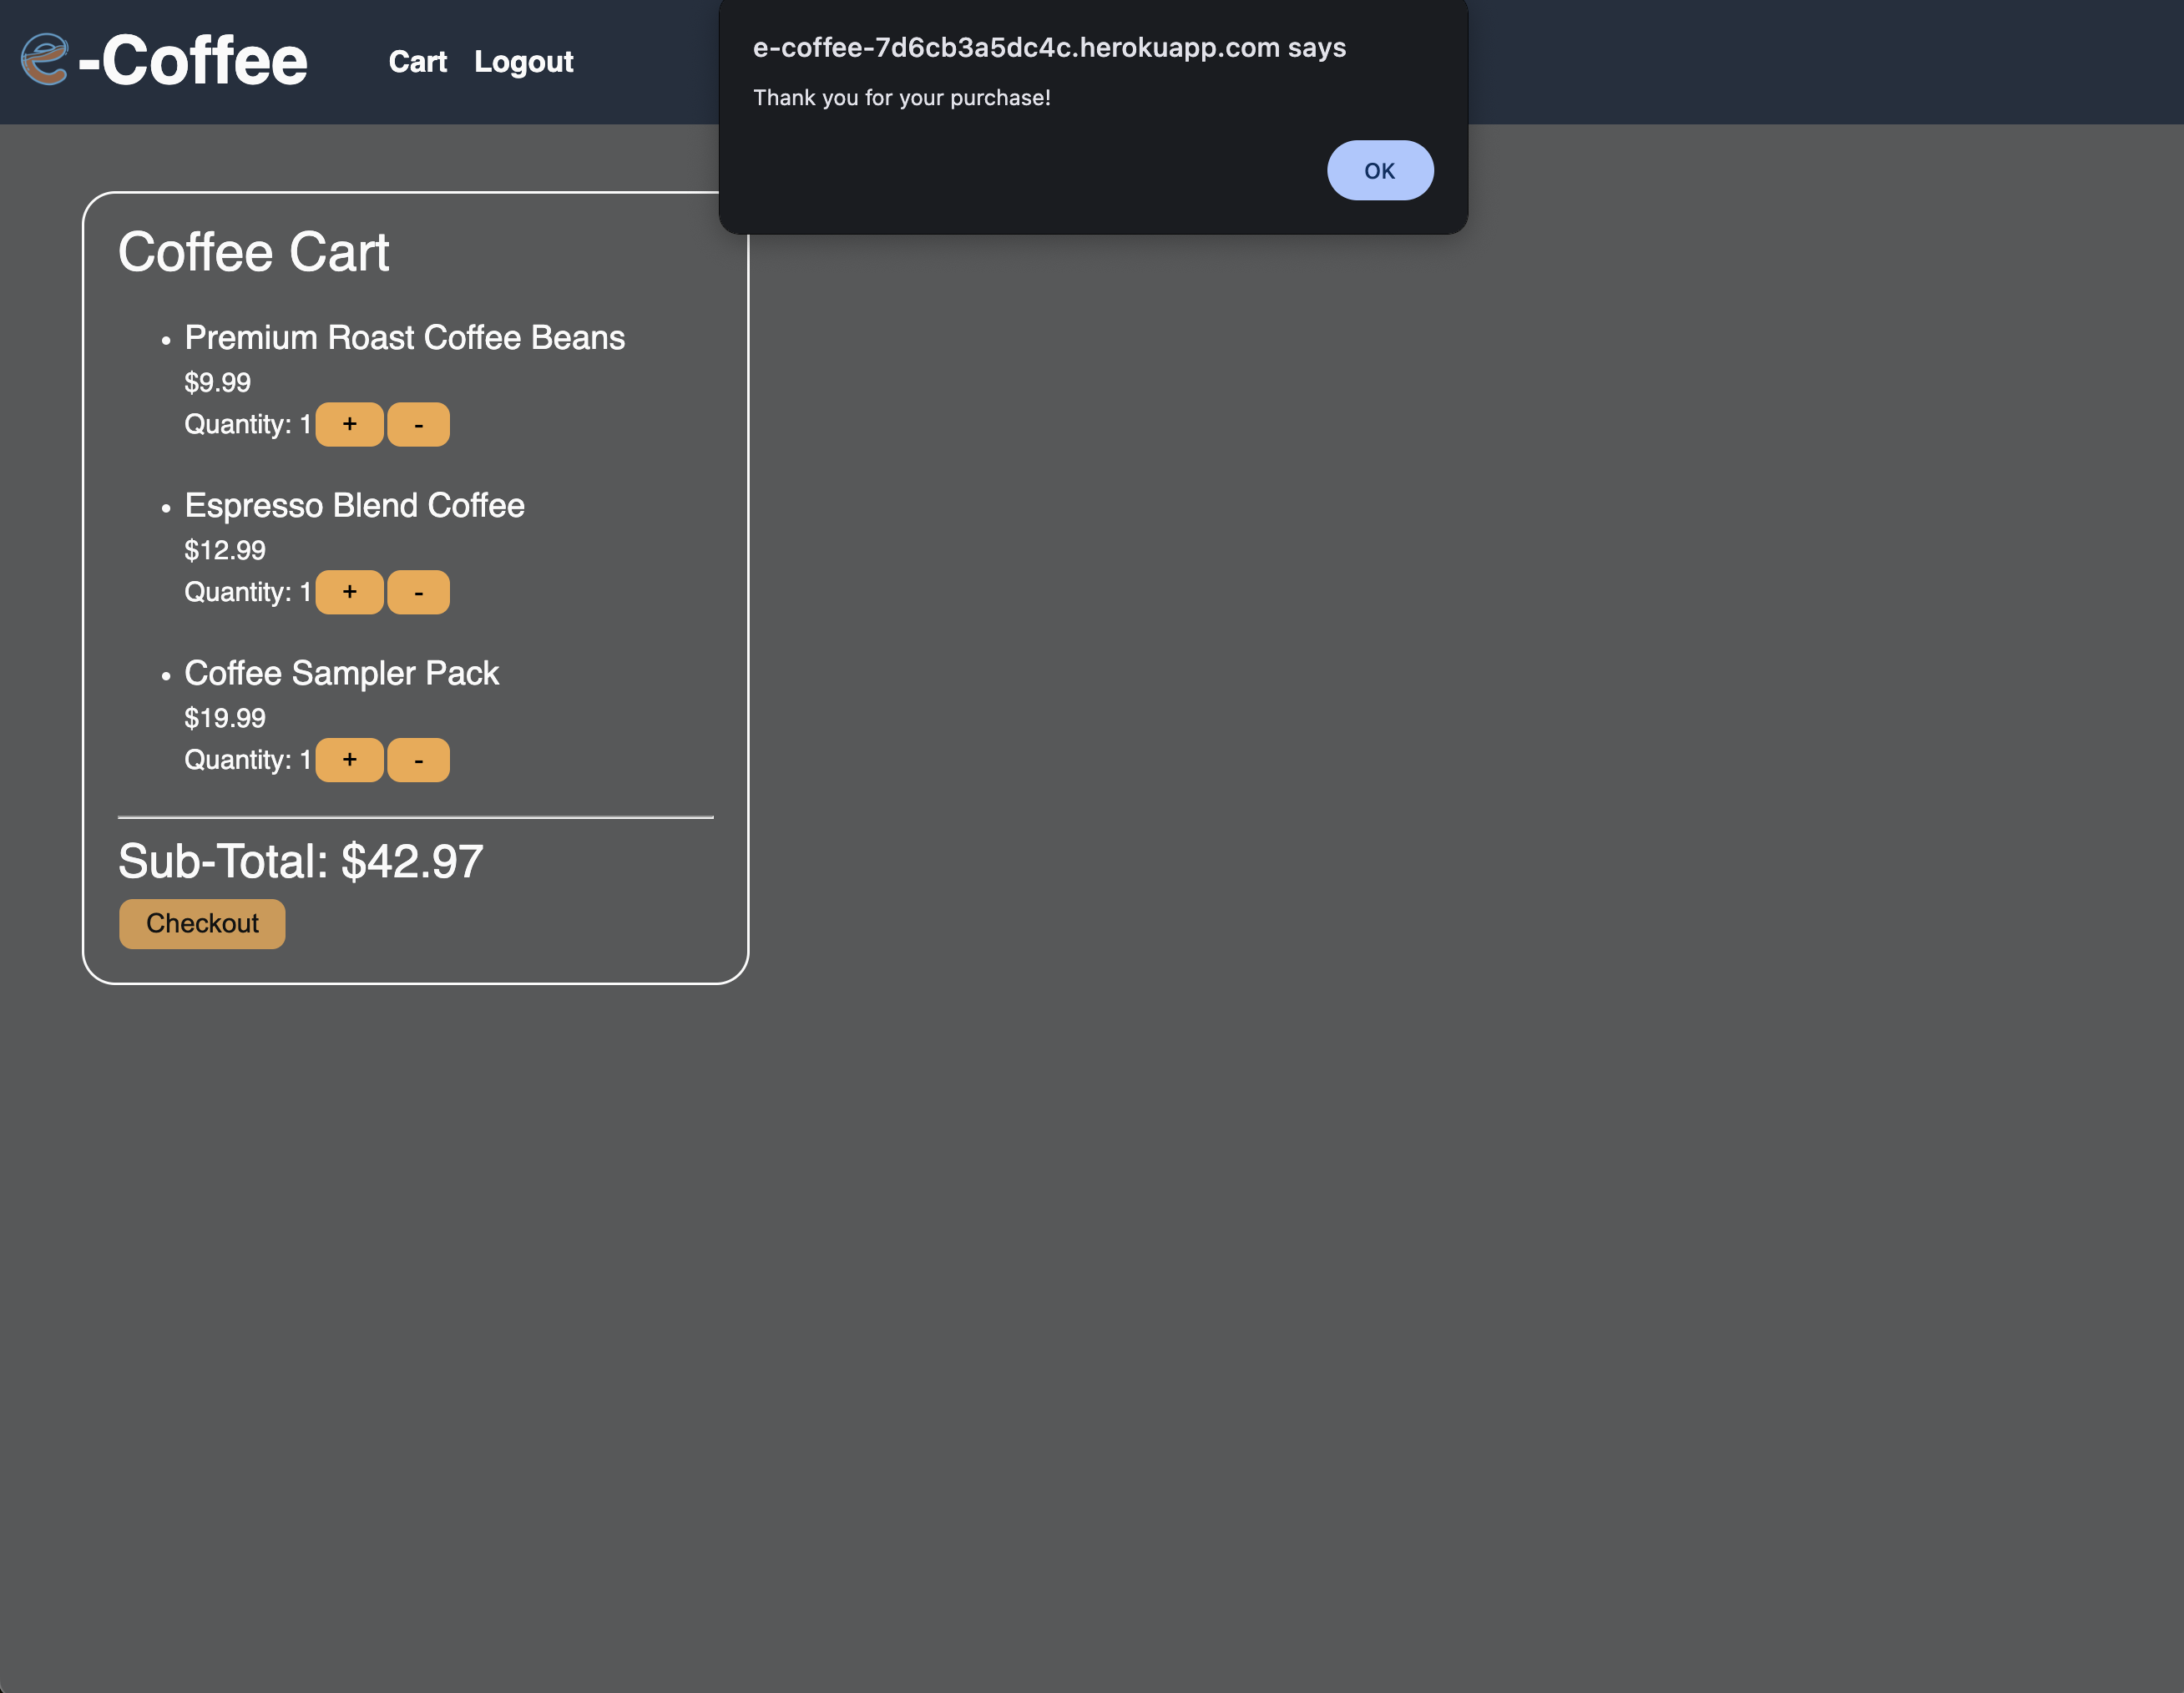 e-Coffee
Cart
Logout
e-coffee-7d6cb3a5dc4c.herokuapp.com says
Thank you for your purchase!
OK
Coffee Cart
• Premium Roast Coffee Beans
$9.99
Quantity: 1 + -
• Espresso Blend Coffee
$12.99
Quantity: 1 + -
• Coffee Sampler Pack
$19.99
Quantity: 1 + -
Sub-Total: $42.97
Checkout